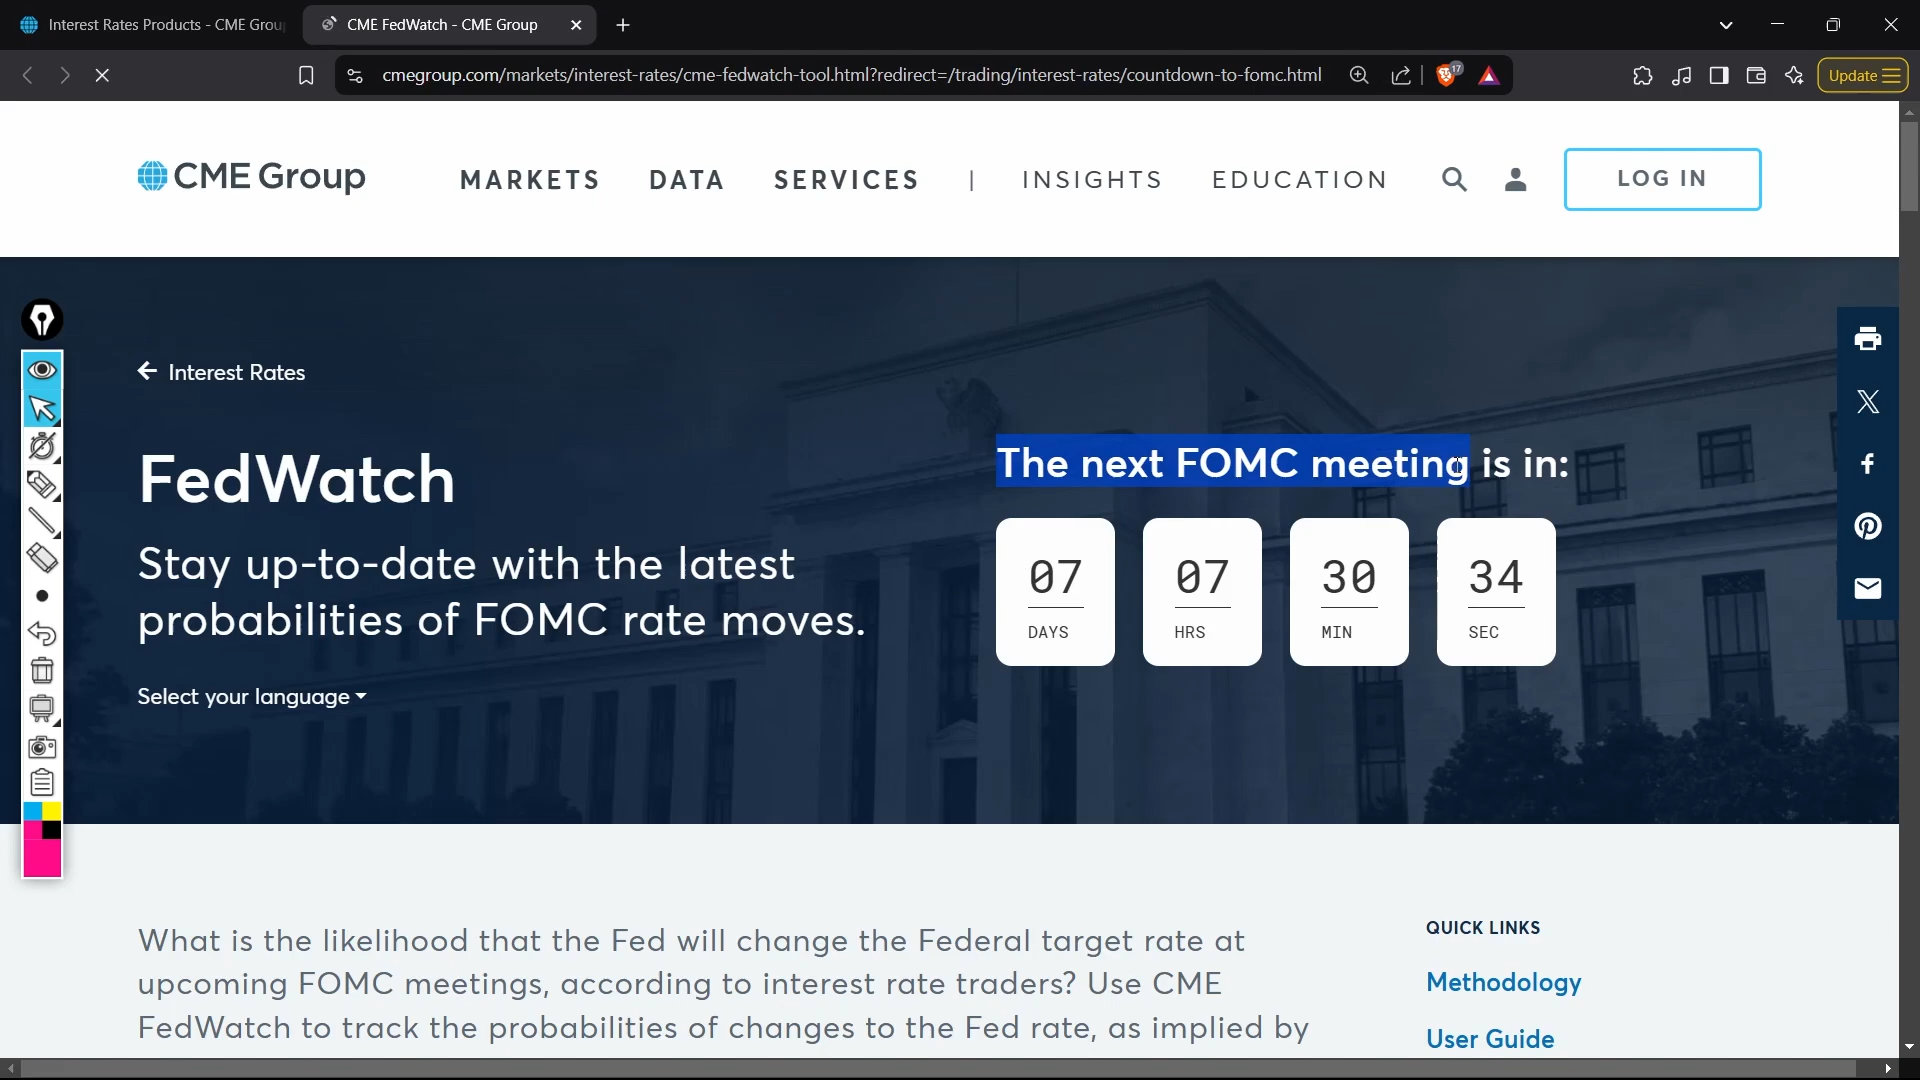 Interest Rates Products - CME Grou
CME FedWatch - CME Group
cmegroup.com/markets/interest-rates/cme-fedwatch-tool.html?redirect=/trading/interest-rates/countdown-to-fomc.html
17
Update
CME Group
MARKETS
DATA
SERVICES
|
INSIGHTS
EDUCATION
LOG IN
Interest Rates
FedWatch
Stay up-to-date with the latest
probabilities of FOMC rate moves.
Select your language
The next FOMC meeting is in:
07 07 30 34
DAYS HRS MIN SEC
What is the likelihood that the Fed will change the Federal target rate at
upcoming FOMC meetings, according to interest rate traders? Use CME
FedWatch to track the probabilities of changes to the Fed rate, as implied by
QUICK LINKS
Methodology
User Guide